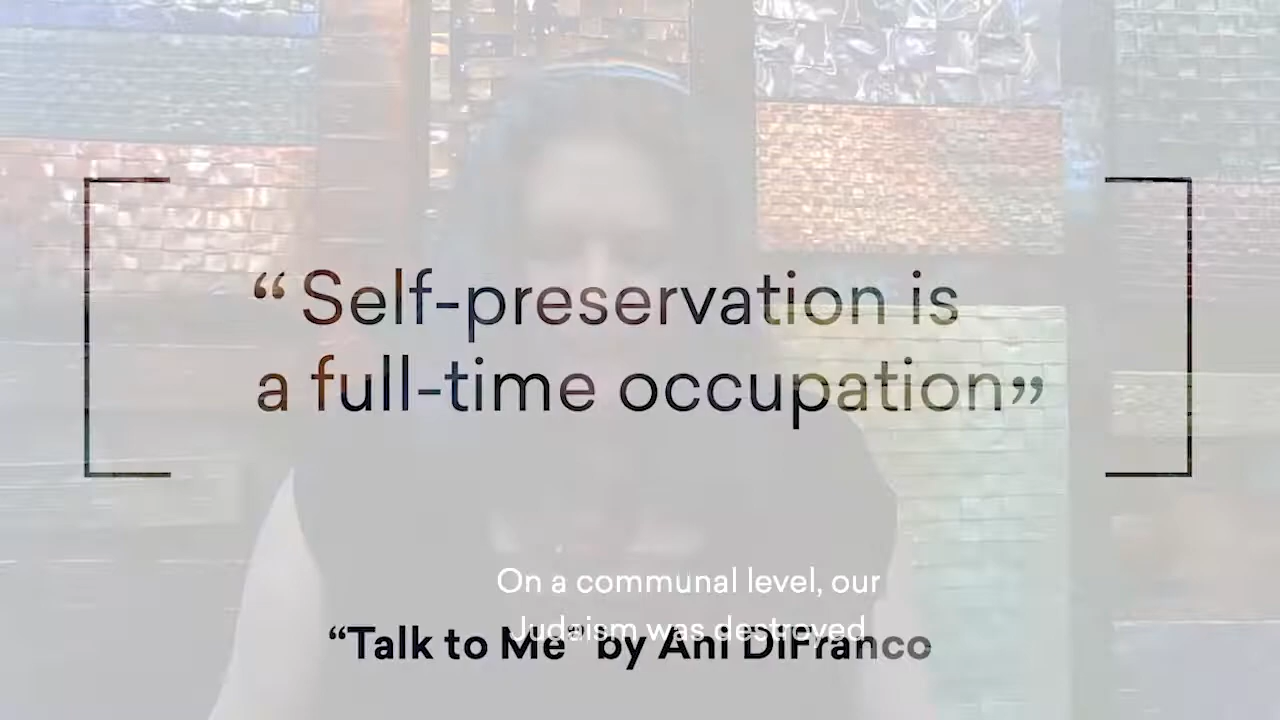 “Self-preservation is
a full-time occupation”
On a communal level, our
Judaism was destroyed
“Talk to Me” by Ani DiFranco